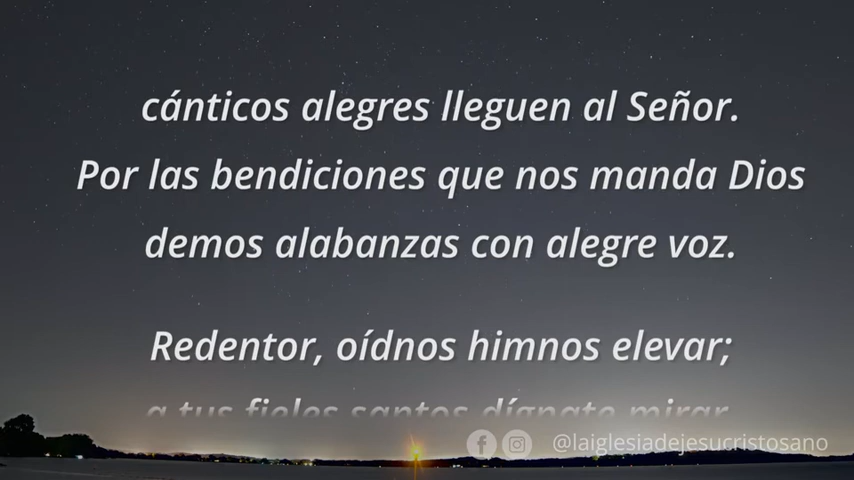 cánticos alegres lleguen al Señor.
Por las bendiciones que nos manda Dios
demos alabanzas con alegre voz.
Redentor, oídnos himnos elevar;
a tus fieles santos dígnate mirar.
@laiglesiadejesucristosano